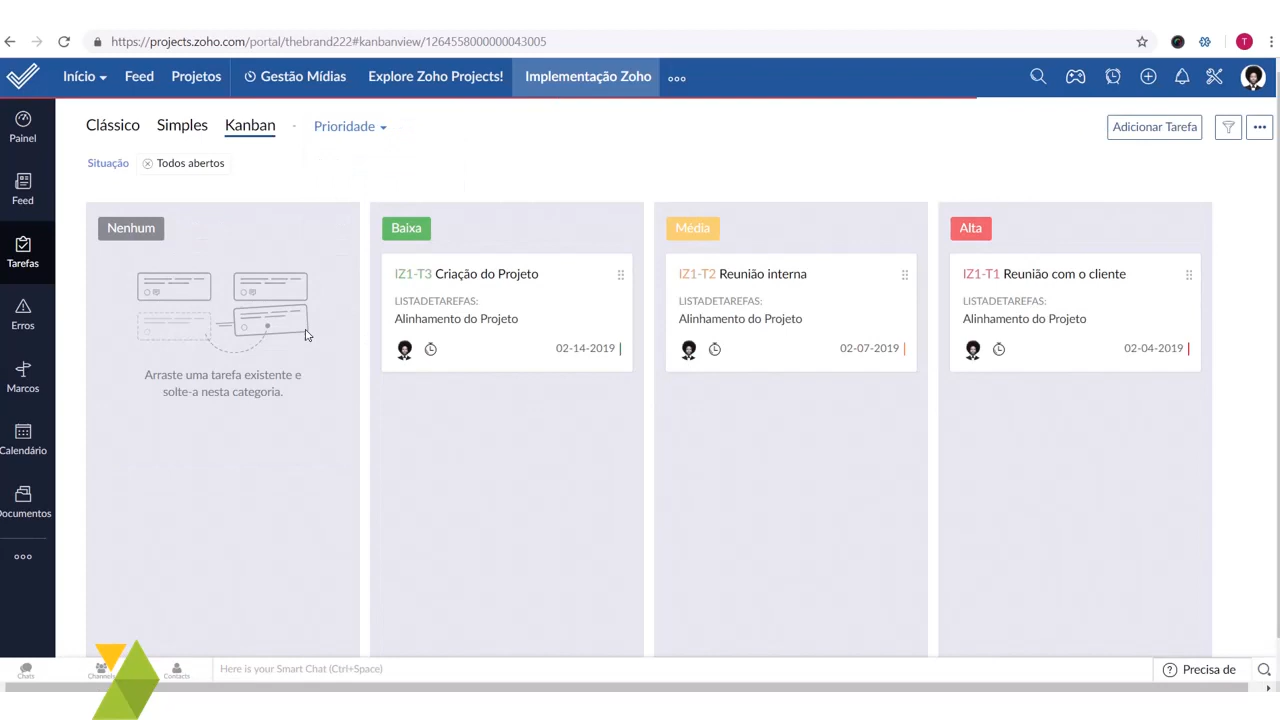 https://projects.zoho.com/portal/thebrand222#kanbanview/1264558000000043005
T
Início Feed Projetos Gestão Mídias Explore Zoho Projects! Implementação Zoho
Clássico Simples Kanban - Prioridade
Adicionar Tarefa
Situação Todos abertos
Painel
Feed
Tarefas
Erros
Marcos
Calendário
Documentos
Nenhum
Arraste uma tarefa existente e
solte-a nesta categoria.
Baixa
IZ1-T3 Criação do Projeto
LISTADETAREFAS:
Alinhamento do Projeto
02-14-2019
Média
IZ1-T2 Reunião interna
LISTADETAREFAS:
Alinhamento do Projeto
02-07-2019
Alta
IZ1-T1 Reunião com o cliente
LISTADETAREFAS:
Alinhamento do Projeto
02-04-2019
Chats
Channels
Contacts
Here is your Smart Chat (Ctrl+Space)
Precisa de